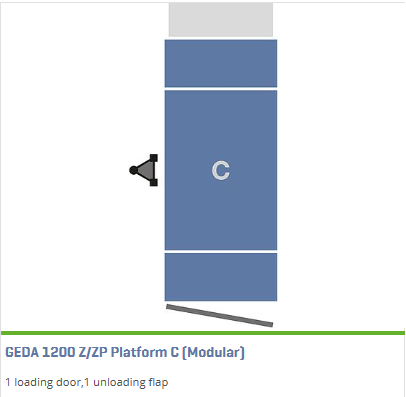 C
GEDA 1200 Z/ZP Platform C (Modular)
1 loading door,1 unloading flap